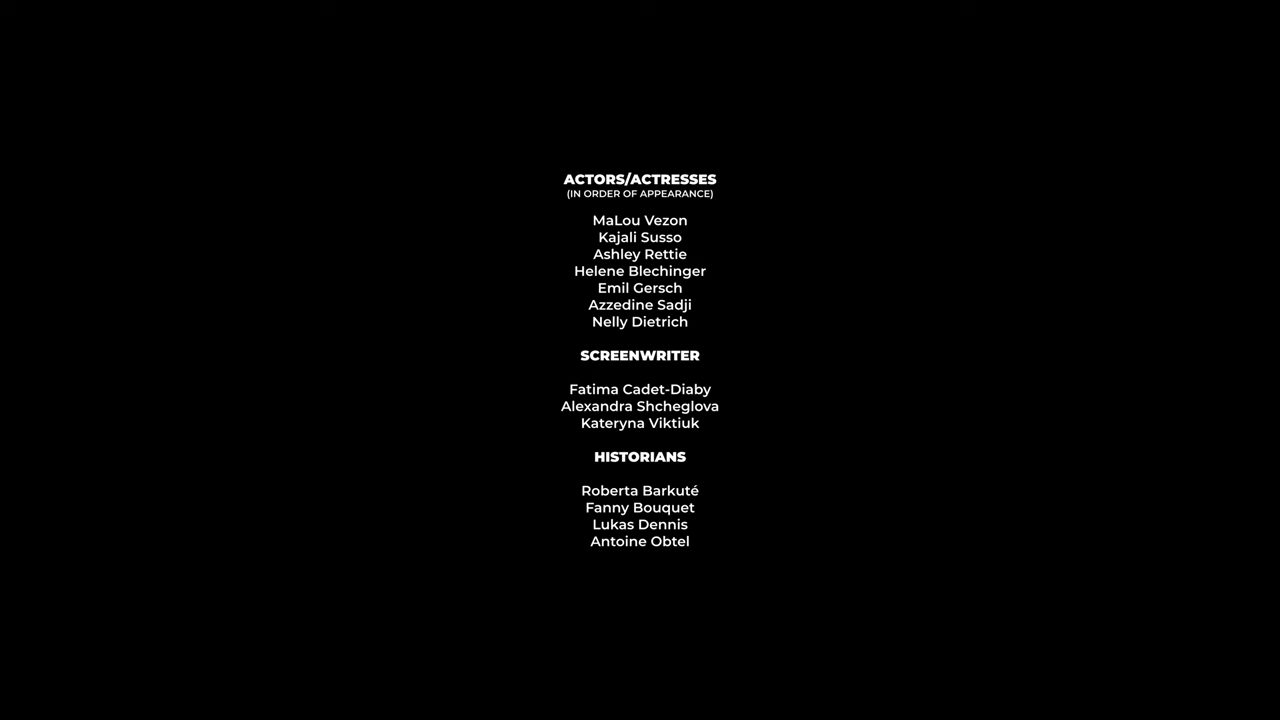 ACTORS/ACTRESSES
(IN ORDER OF APPEARANCE)
MaLou Vezon
Kajali Susso
Ashley Rettie
Helene Blechinger
Emil Gersch
Azzedine Sadji
Nelly Dietrich
SCREENWRITER
Fatima Cadet-Diaby
Alexandra Shcheglova
Kateryna Viktiuk
HISTORIANS
Roberta Barkuté
Fanny Bouquet
Lukas Dennis
Antoine Obtel